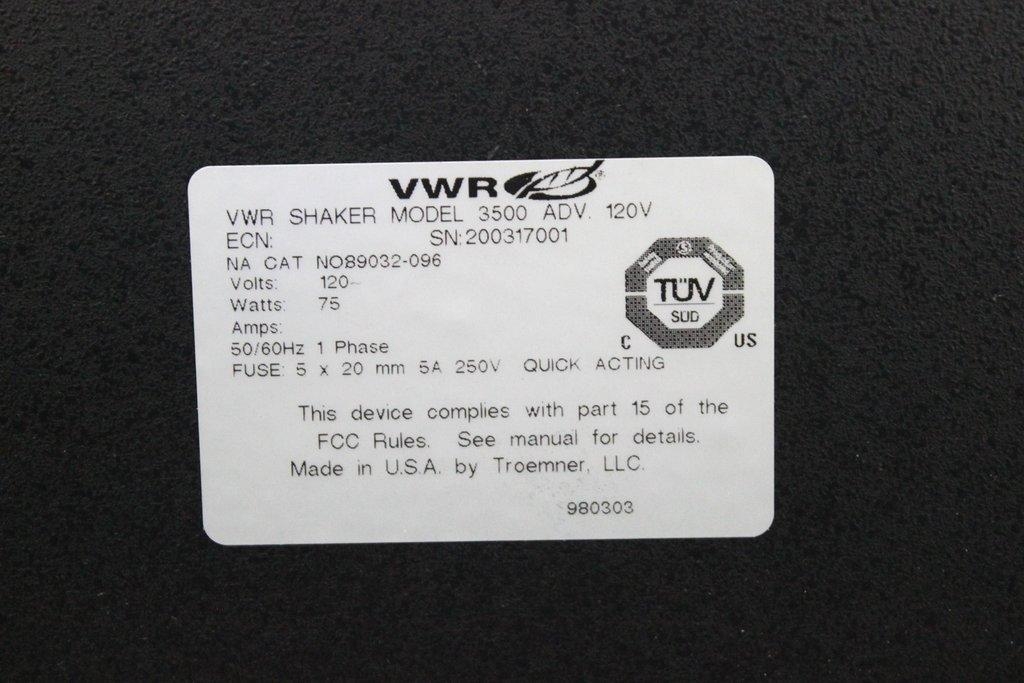 VWR ®
VWR SHAKER MODEL 3500 ADV. 120V
ECN: SN:200317001
NA CAT NO89032-096
Volts: 120~
Watts: 75
Amps:
50/60Hz 1 Phase
FUSE: 5 x 20 mm 5A 250V QUICK ACTING
TÜV
SÜD
C US
This device complies with part 15 of the
FCC Rules. See manual for details.
Made in U.S.A. by Troemner, LLC.
980303